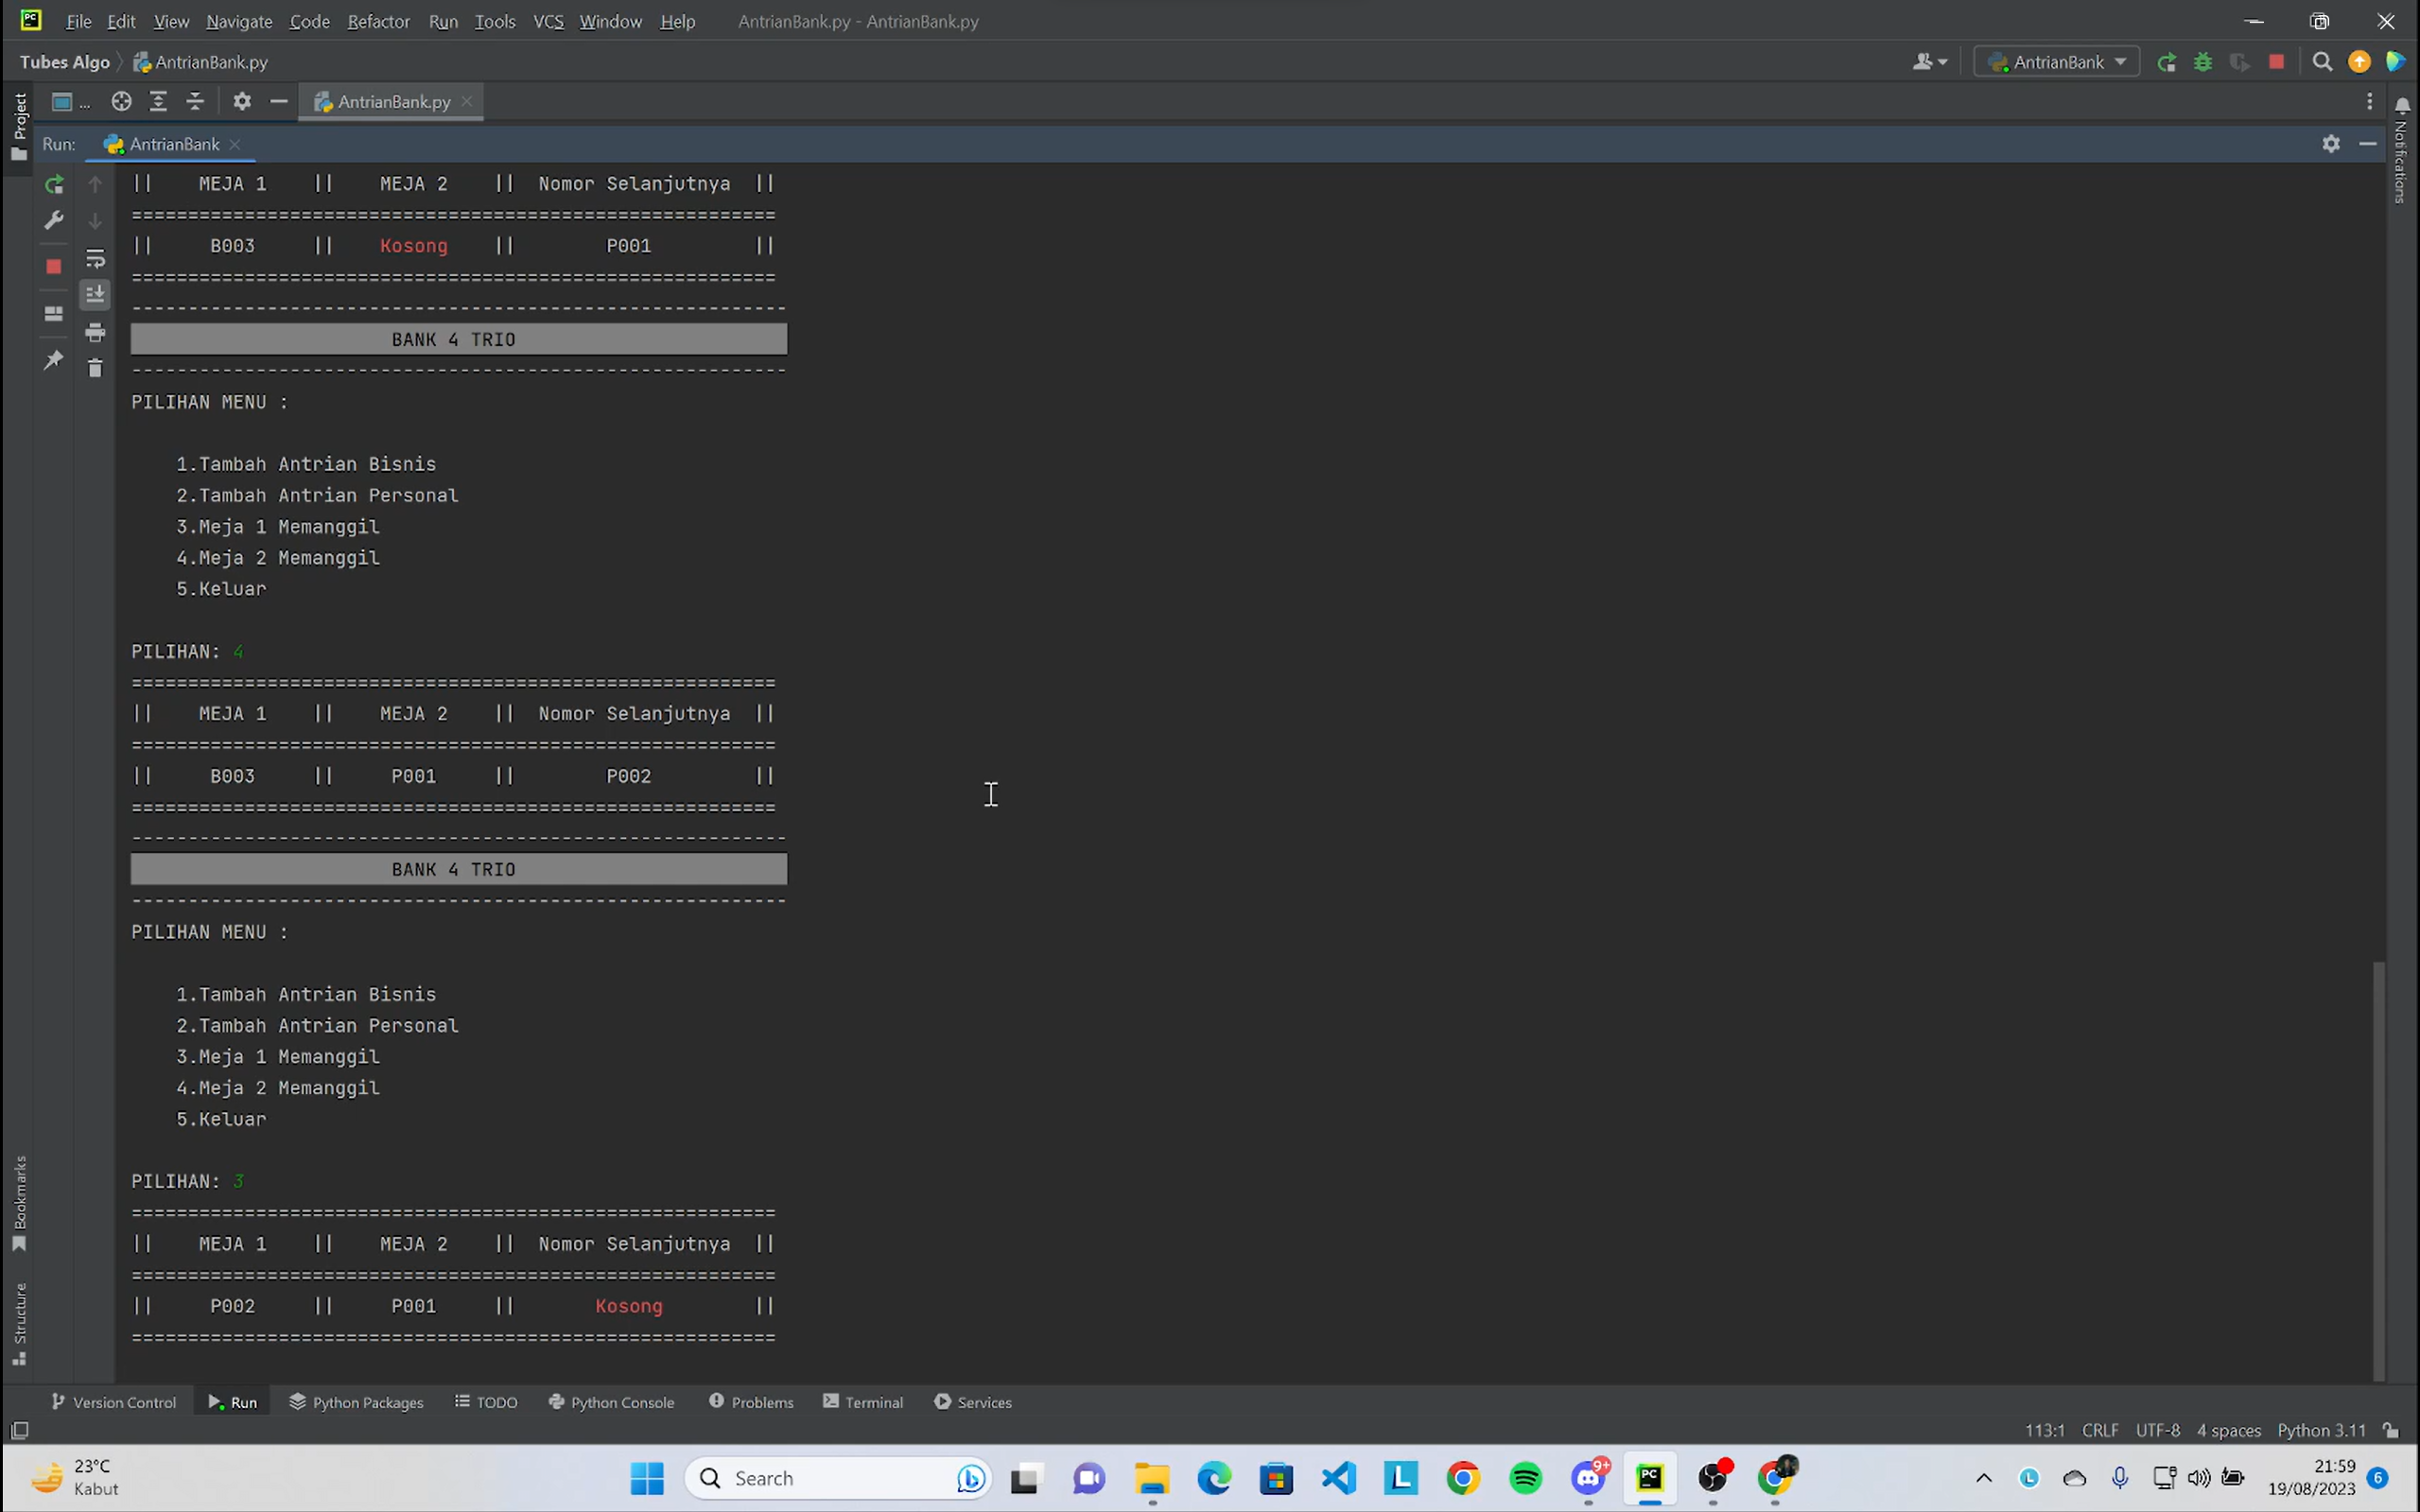 PC File Edit View Navigate Code Refactor Run Tools VCS Window Help AntrianBank.py - AntrianBank.py
Tubes Algo AntrianBank.py AntrianBank
Project ... AntrianBank.py
Notifications
Run: AntrianBank
|| MEJA 1 || MEJA 2 || Nomor Selanjutnya ||
=========================================================
|| B003 || Kosong || P001 ||
=========================================================
----------------------------------------------------------
BANK 4 TRIO
----------------------------------------------------------
PILIHAN MENU :
1.Tambah Antrian Bisnis
2.Tambah Antrian Personal
3.Meja 1 Memanggil
4.Meja 2 Memanggil
5.Keluar
PILIHAN: 4
=========================================================
|| MEJA 1 || MEJA 2 || Nomor Selanjutnya ||
=========================================================
|| B003 || P001 || P002 ||
=========================================================
----------------------------------------------------------
BANK 4 TRIO
----------------------------------------------------------
PILIHAN MENU :
1.Tambah Antrian Bisnis
2.Tambah Antrian Personal
3.Meja 1 Memanggil
4.Meja 2 Memanggil
5.Keluar
PILIHAN: 3
=========================================================
|| MEJA 1 || MEJA 2 || Nomor Selanjutnya ||
=========================================================
|| P002 || P001 || Kosong ||
=========================================================
Bookmarks
Structure
Version Control Run Python Packages TODO Python Console Problems Terminal Services
113:1 CRLF UTF-8 4 spaces Python 3.11
23°C
Kabut
Search
L
9+
PC
L
21:59
19/08/2023
6